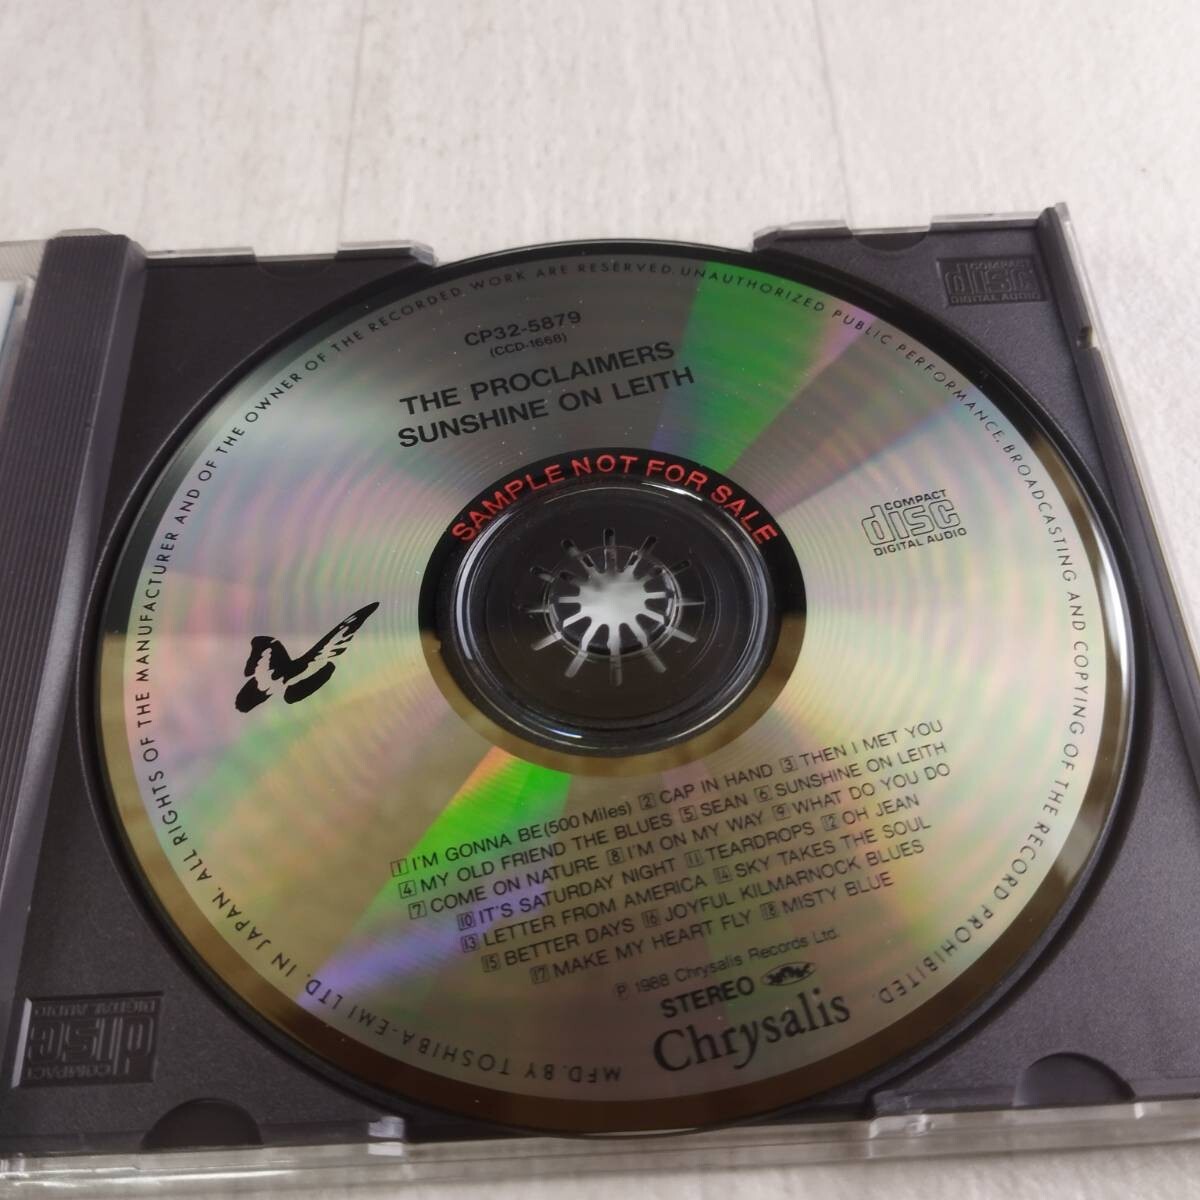 CP32-5879
(CCD-1668)
THE PROCLAIMERS
SUNSHINE ON LEITH
SAMPLE NOT FOR SALE
COMPACT
disc
DIGITAL AUDIO
1 I'M GONNA BE(500 Miles) 2 CAP IN HAND 3 THEN I MET YOU
4 MY OLD FRIEND THE BLUES 5 SEAN 6 SUNSHINE ON LEITH
7 COME ON NATURE 8 I'M ON MY WAY 9 WHAT DO YOU DO
10 IT'S SATURDAY NIGHT 11 TEARDROPS 12 OH JEAN
13 LETTER FROM AMERICA 14 SKY TAKES THE SOUL
15 BETTER DAYS 16 JOYFUL KILMARNOCK BLUES
17 MAKE MY HEART FLY 18 MISTY BLUE
℗ 1988 Chrysalis Records Ltd.
STEREO
Chrysalis
MFD. BY TOSHIBA-EMI LTD. IN JAPAN. ALL RIGHTS OF THE MANUFACTURER AND OF THE OWNER OF THE RECORDED WORK ARE RESERVED. UNAUTHORIZED PUBLIC PERFORMANCE, BROADCASTING AND COPYING OF THE RECORD PROHIBITED.
COMPACT
disc
DIGITAL AUDIO
COMPACT
disc
DIGITAL AUDIO